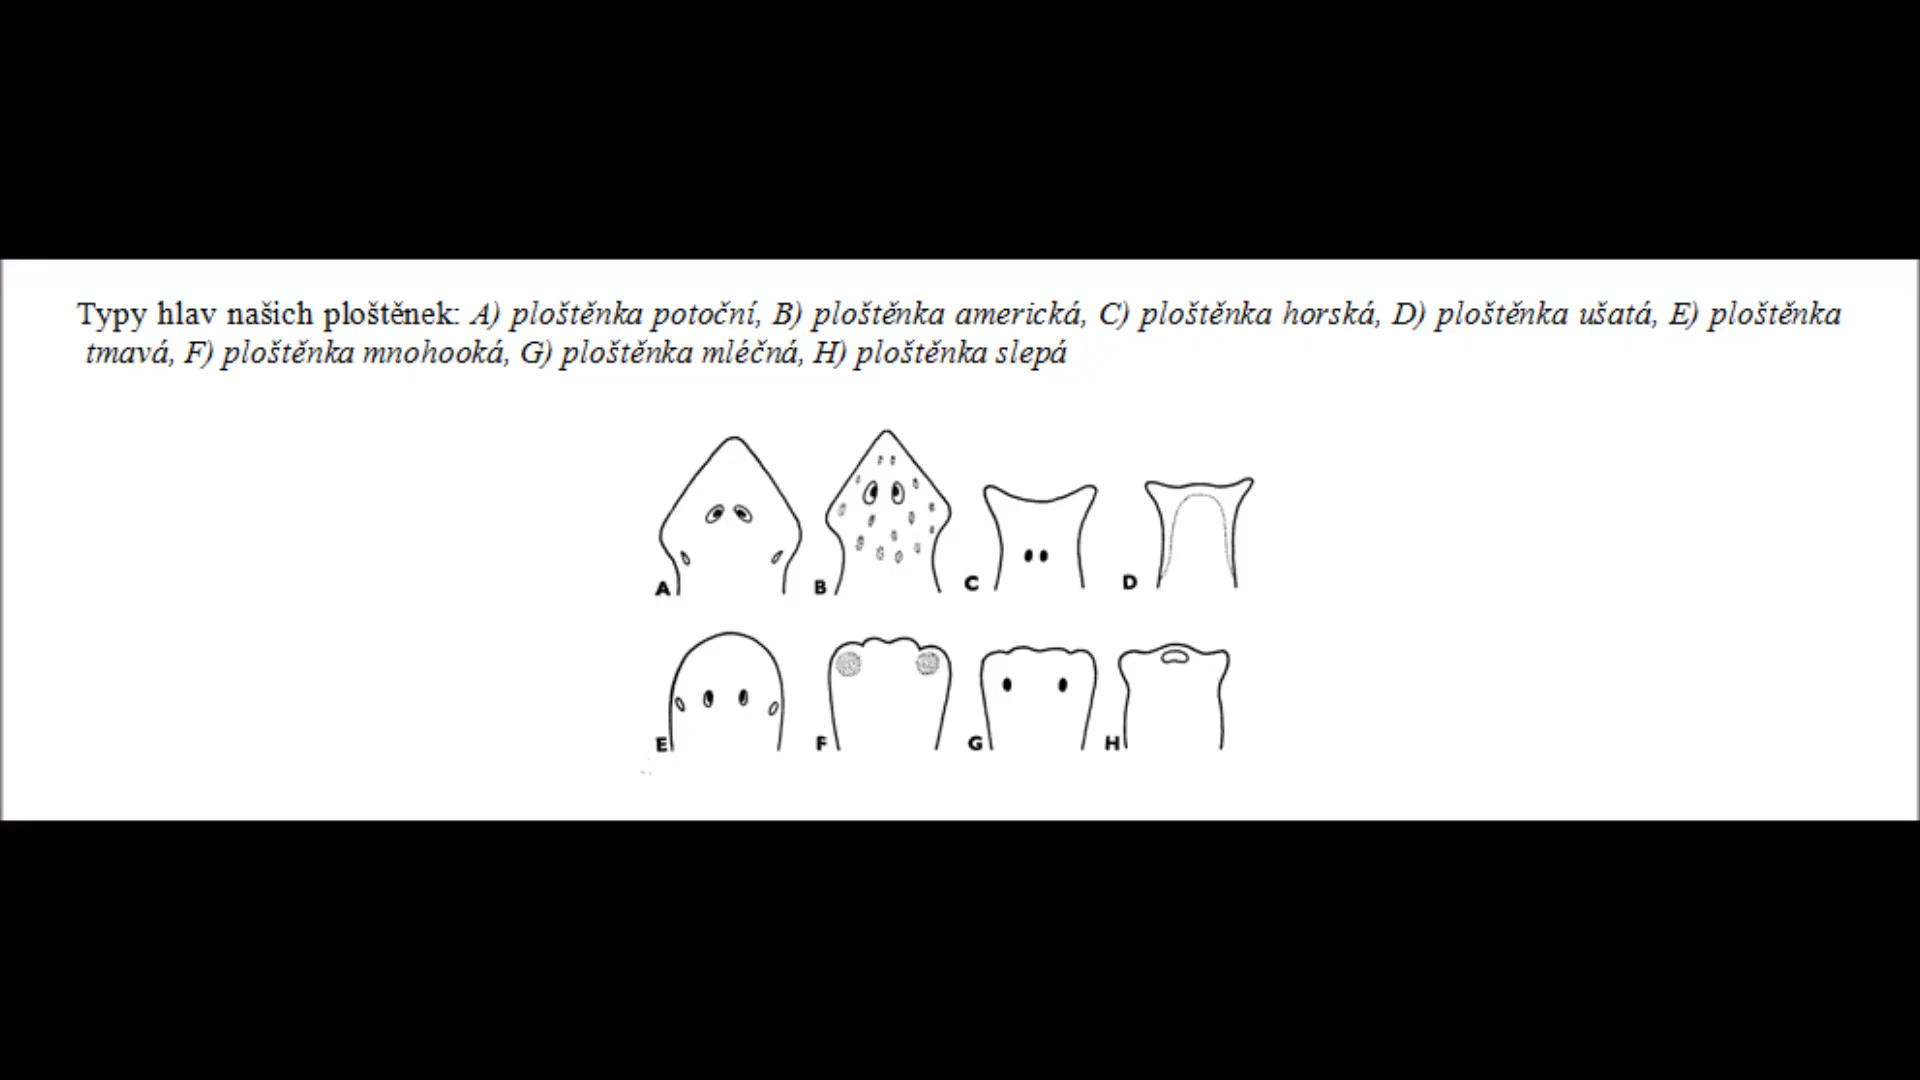 Typy hlav našich ploštěnek: A) ploštěnka potoční, B) ploštěnka americká, C) ploštěnka horská, D) ploštěnka ušatá, E) ploštěnka
tmavá, F) ploštěnka mnohooká, G) ploštěnka mléčná, H) ploštěnka slepá
A B C D
E F G H